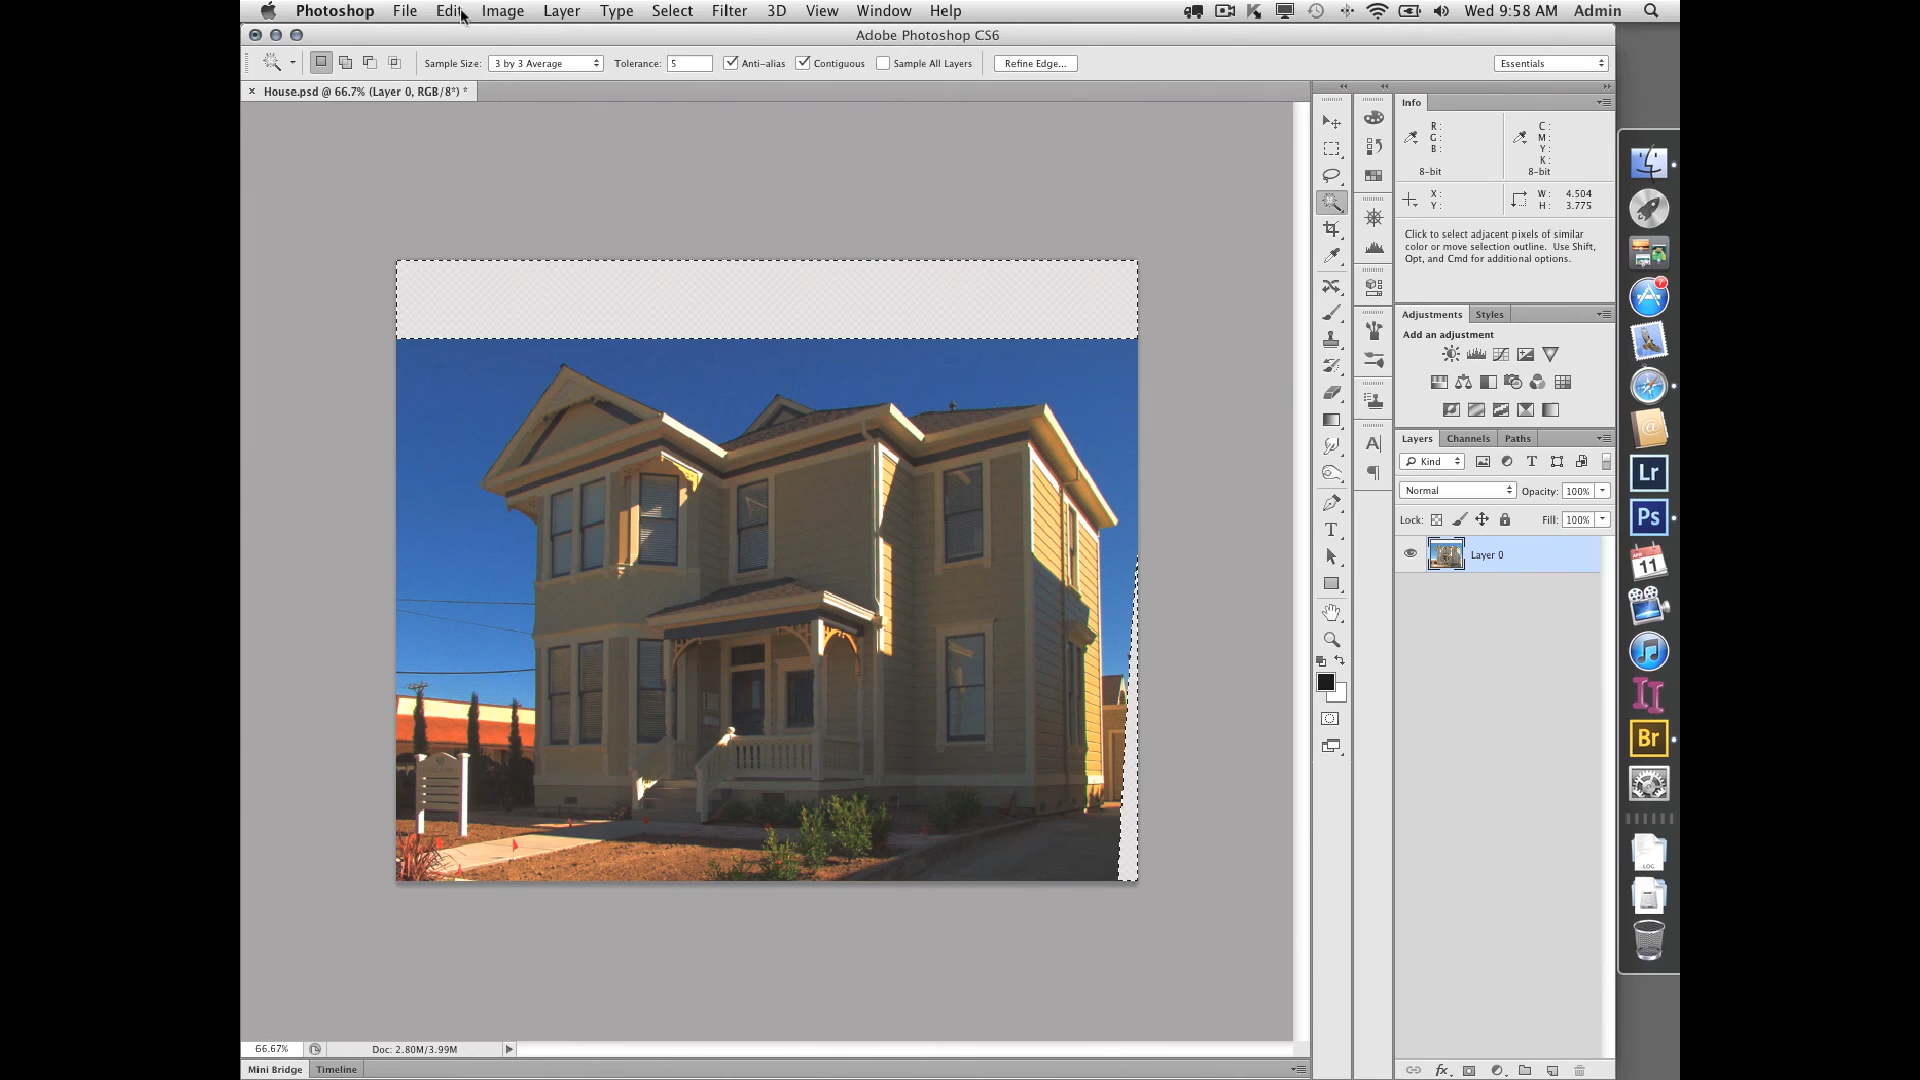 Photoshop File Edit Image Layer Type Select Filter 3D View Window Help Wed 9:58 AM Admin
Adobe Photoshop CS6
Sample Size: 3 by 3 Average Tolerance: 5 Anti-alias Contiguous Sample All Layers Refine Edge... Essentials
House.psd @ 66.7% (Layer 0, RGB/8*) *
Info
R: C:
G: M:
B: Y:
K:
8-bit 8-bit
X: W: 4.504
Y: H: 3.775
Click to select adjacent pixels of similar
color or move selection outline. Use Shift,
Opt, and Cmd for additional options.
Adjustments Styles
Add an adjustment
Layers Channels Paths
Kind
Normal Opacity: 100%
Lock: Fill: 100%
Layer 0
Lr
Ps
APR
11
Br
LOG
66.67% Doc: 2.80M/3.99M
Mini Bridge Timeline